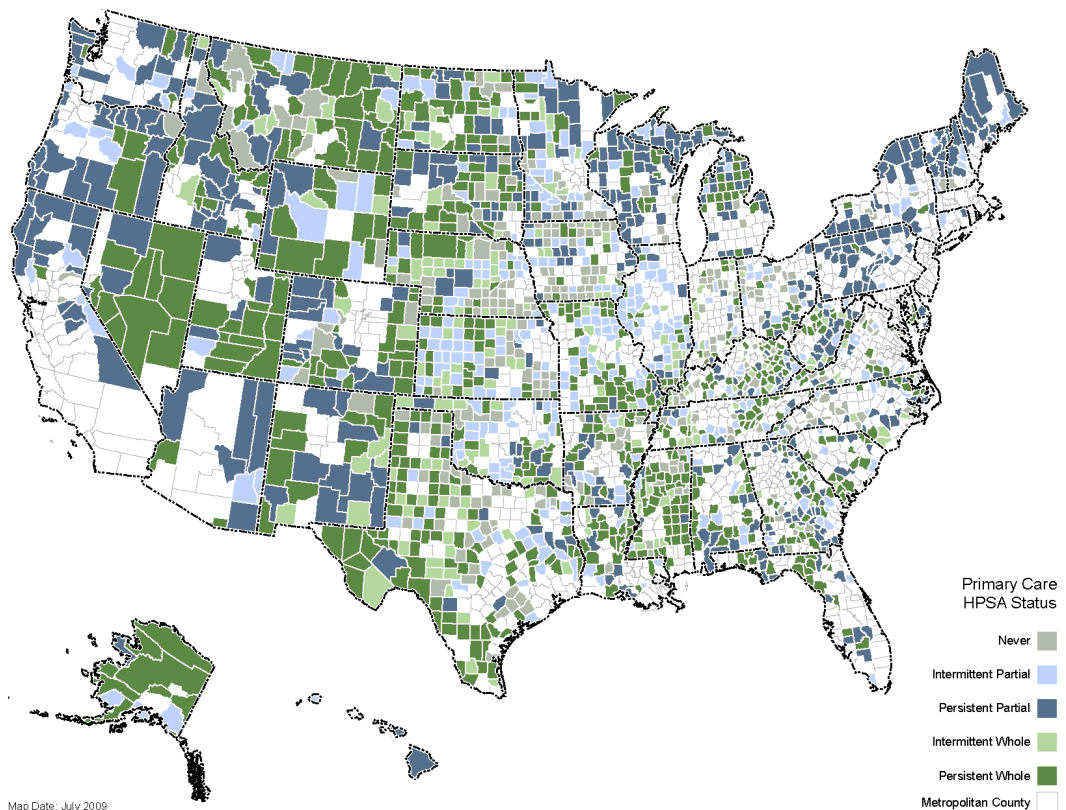 Primary Care
HPSA Status
Never
Intermittent Partial
Persistent Partial
Intermittent Whole
Persistent Whole
Metropolitan County
Map Date: July 2009